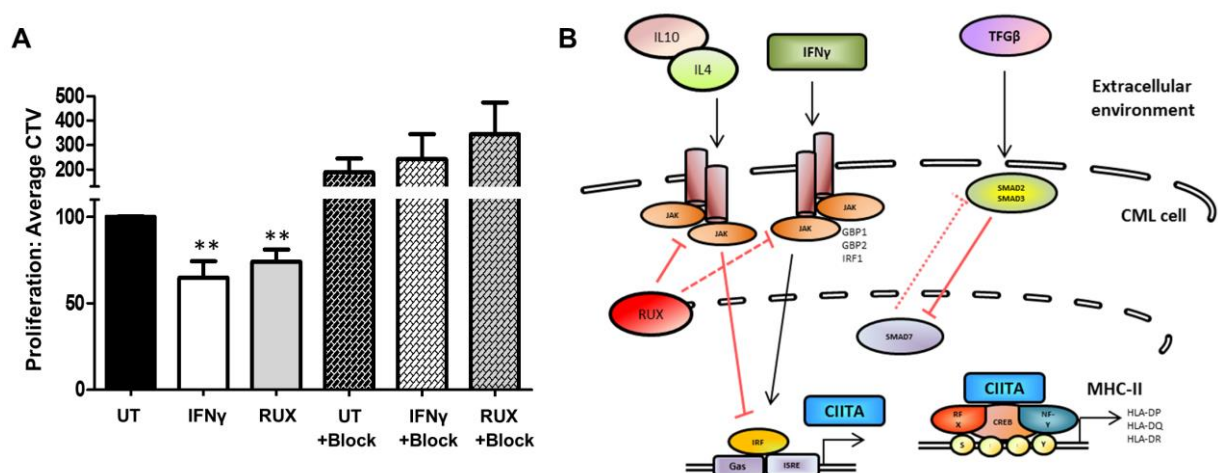 A
Proliferation: Average CTV
500
400
300
200
100
50
0
**
**
UT
IFNγ
RUX
UT
+Block
IFNγ
+Block
RUX
+Block
B
IL10
IL4
IFNγ
TFGβ
Extracellular
environment
CML cell
SMAD2
SMAD3
JAK
JAK
JAK
JAK
GBP1
GBP2
IRF1
RUX
SMAD7
CIITA
IRF
Gas
ISRE
CIITA
MHC-II
RF
X
CREB
NF-
Y
S
Y
HLA-DP
HLA-DQ
HLA-DR